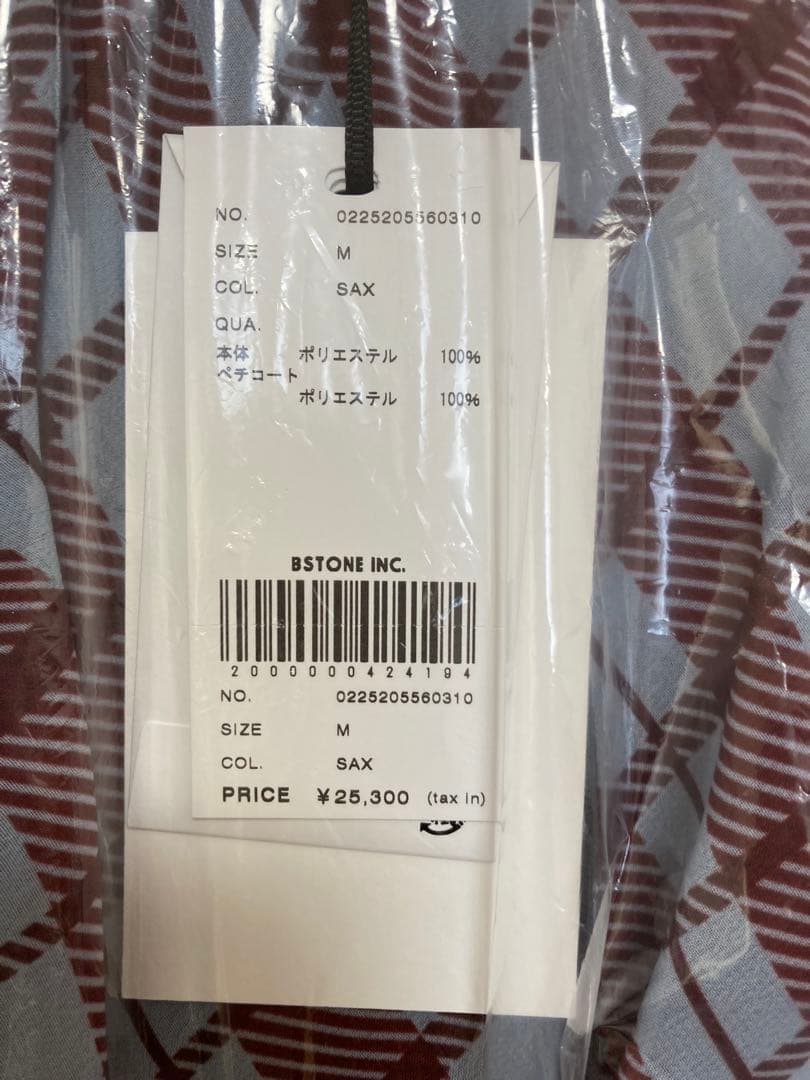 NO. 0225205560310
SIZE M
COL. SAX
QUA.
本体 ポリエステル 100%
ペチコート
ポリエステル 100%
BSTONE INC.
2000000424194
NO. 0225205560310
SIZE M
COL. SAX
PRICE ¥25,300 (tax in)